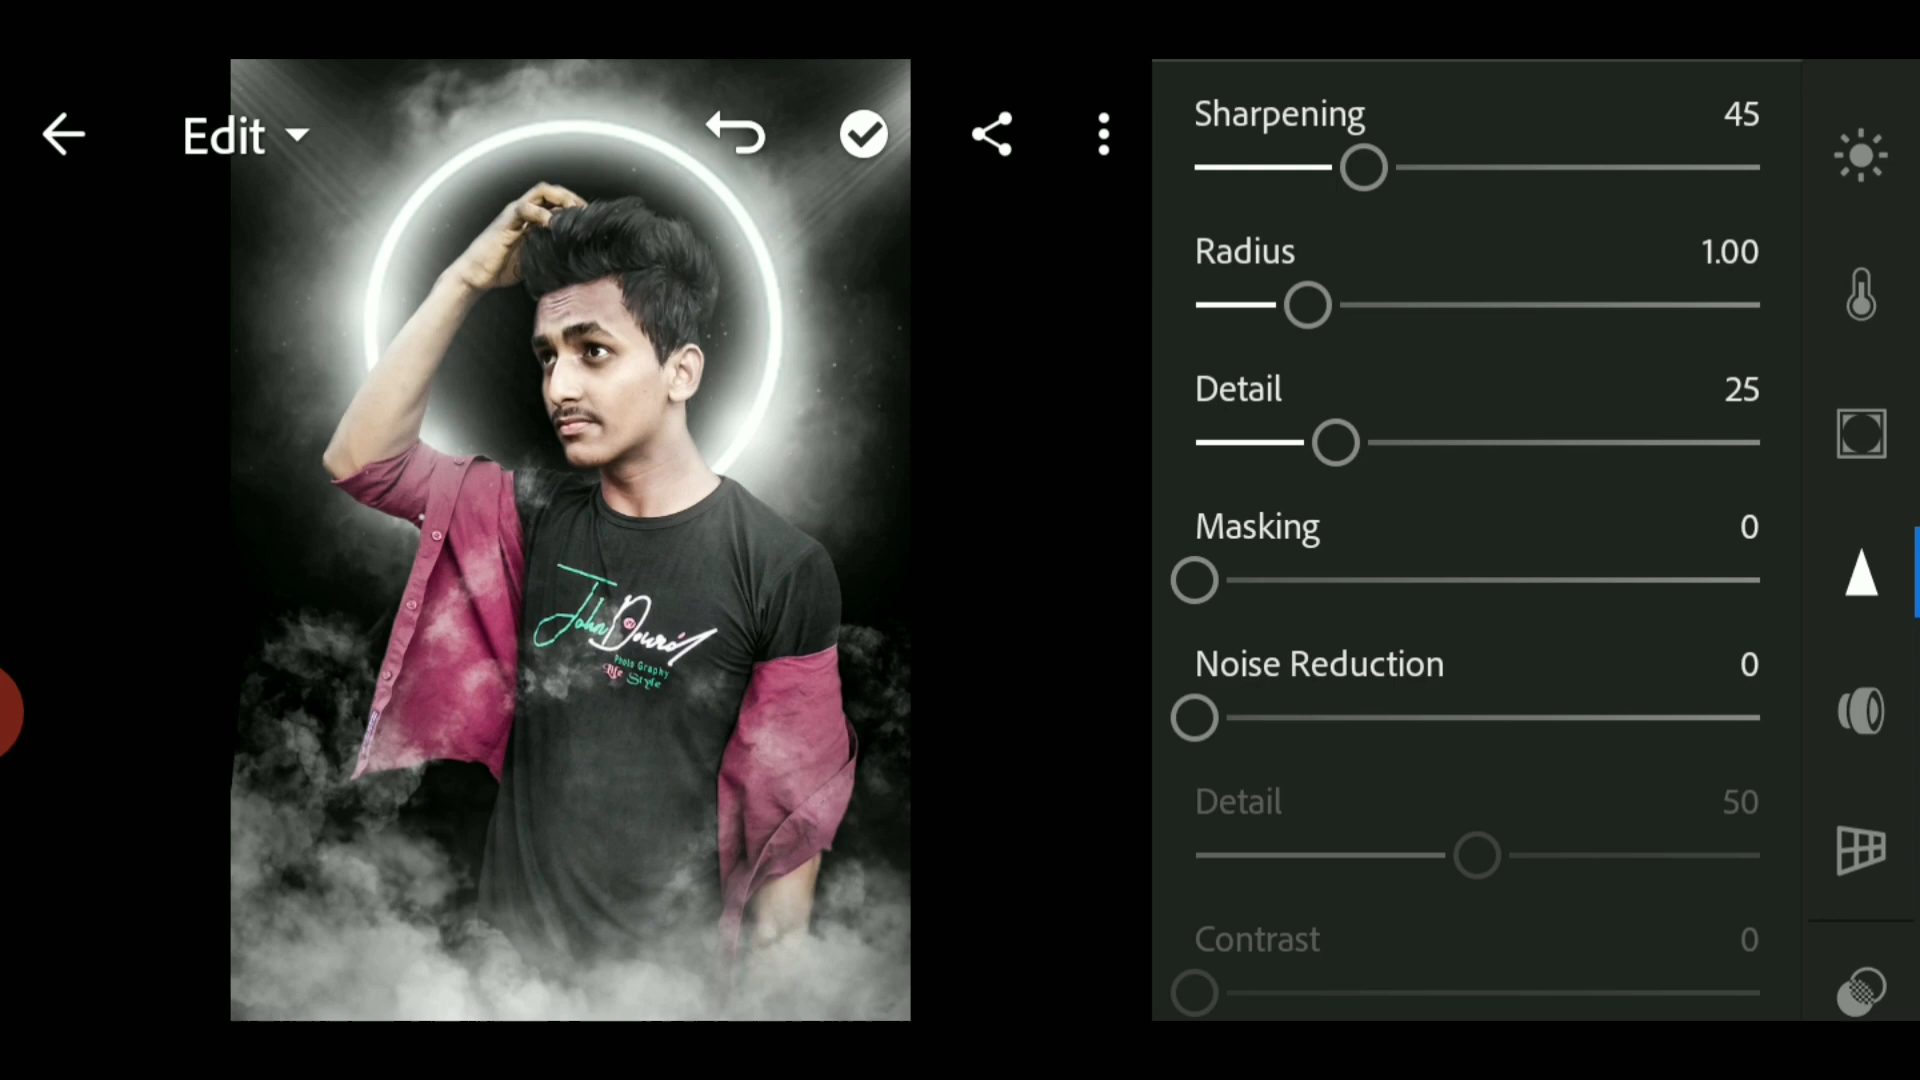 Edit
Sharpening 45
Radius 1.00
Detail 25
Masking 0
Noise Reduction 0
Detail 50
Contrast 0
John David
Photo Graphy
Life Style